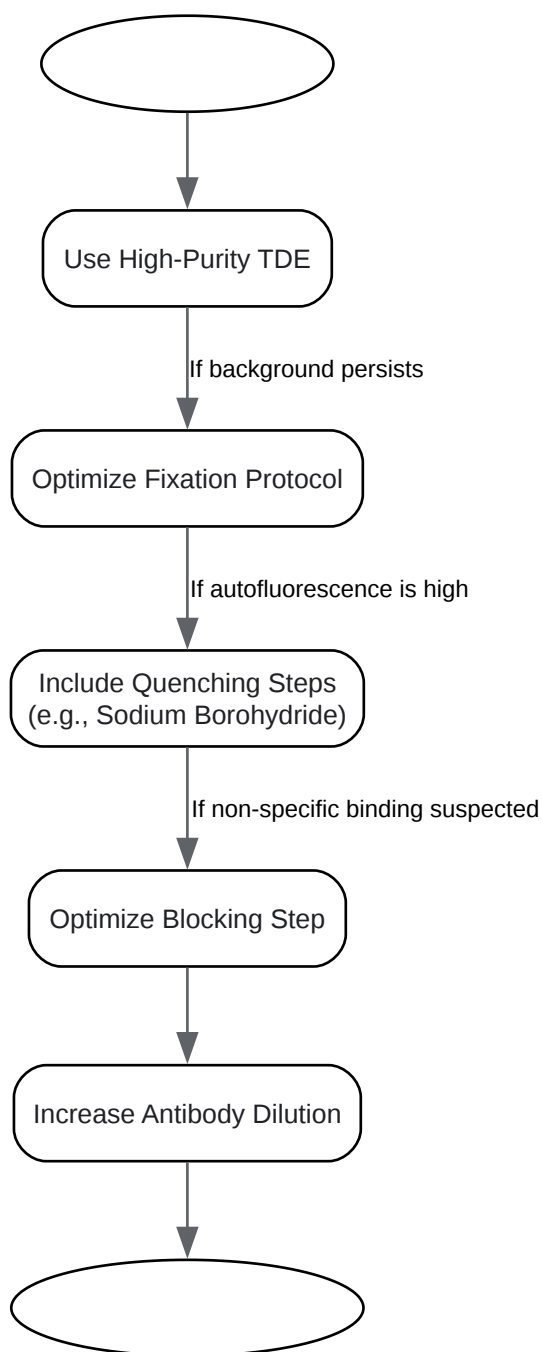 Use High-Purity TDE
If background persists
Optimize Fixation Protocol
If autofluorescence is high
Include Quenching Steps
(e.g., Sodium Borohydride)
If non-specific binding suspected
Optimize Blocking Step
Increase Antibody Dilution